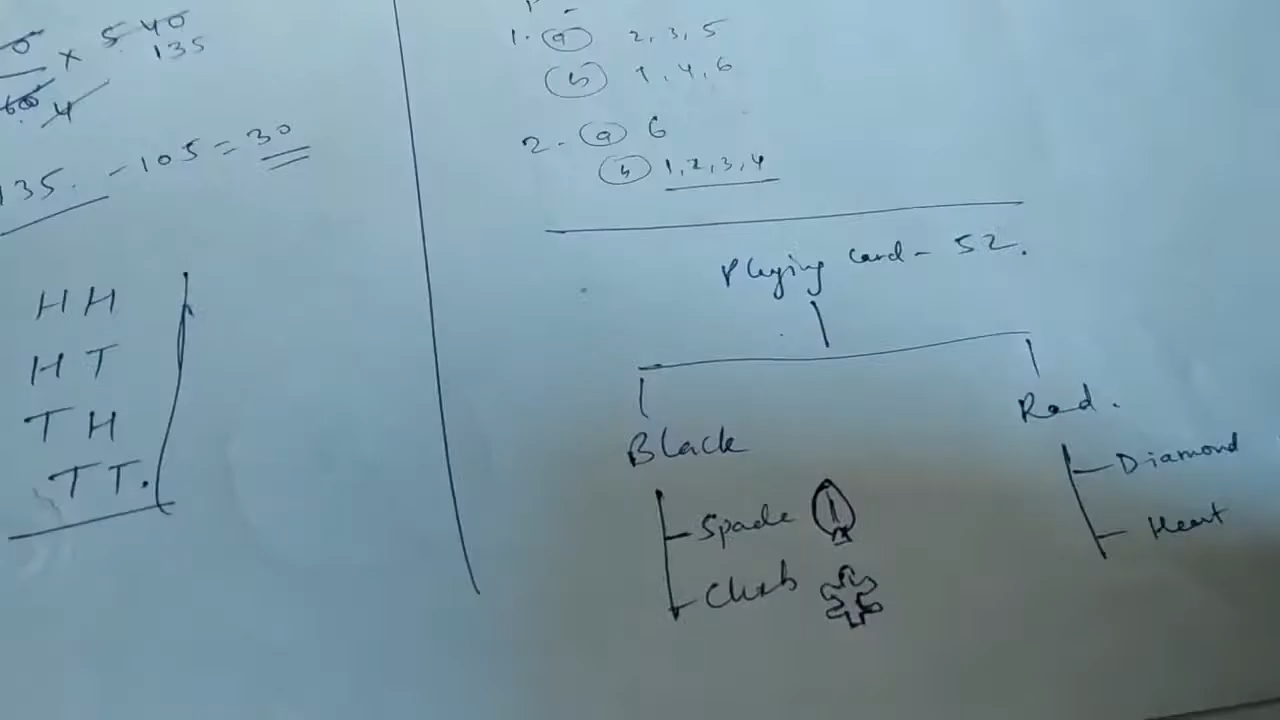 × 5 40
135
135. - 105 = 30
HH
HT
TH
TT.
1. (a) 2, 3, 5
(b) 1, 4, 6
2. (a) 6
(b) 1, 2, 3, 4
Playing card - 52.
Black
Spade
Club
Red.
Diamond
Heart